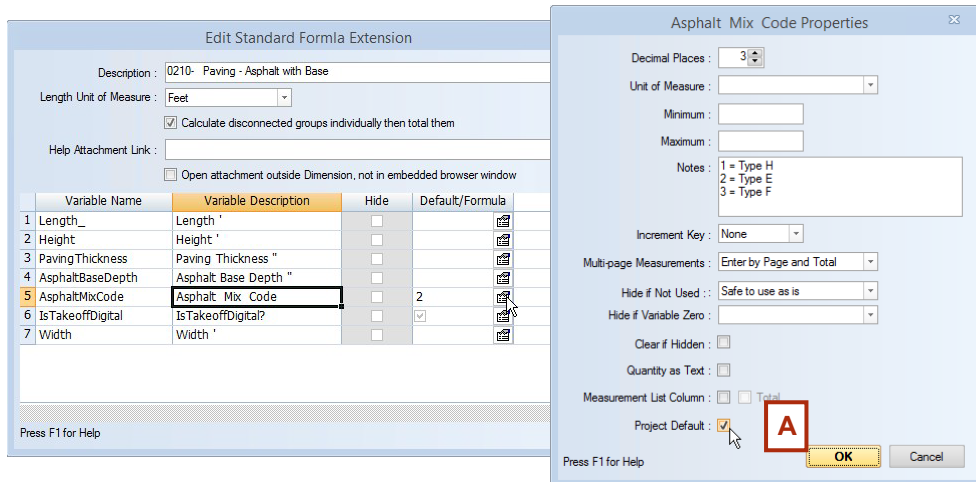 Edit Standard Formla Extension
Description : 0210- Paving - Asphalt with Base
Length Unit of Measure : Feet
Calculate disconnected groups individually then total them
Help Attachment Link :
Open attachment outside Dimension, not in embedded browser window
Variable Name Variable Description Hide Default/Formula
1 Length_ Length '
2 Height Height '
3 PavingThickness Paving Thickness "
4 AsphaltBaseDepth Asphalt Base Depth "
5 AsphaltMixCode Asphalt Mix Code 2
6 IsTakeoffDigital IsTakeoffDigital?
7 Width Width '
Press F1 for Help
Asphalt Mix Code Properties
Decimal Places : 3
Unit of Measure :
Minimum :
Maximum :
Notes : 1 = Type H
2 = Type E
3 = Type F
Increment Key : None
Multi-page Measurements : Enter by Page and Total
Hide if Not Used : : Safe to use as is
Hide if Variable Zero :
Clear if Hidden :
Quantity as Text :
Measurement List Column : Total
Project Default :
A
Press F1 for Help OK Cancel